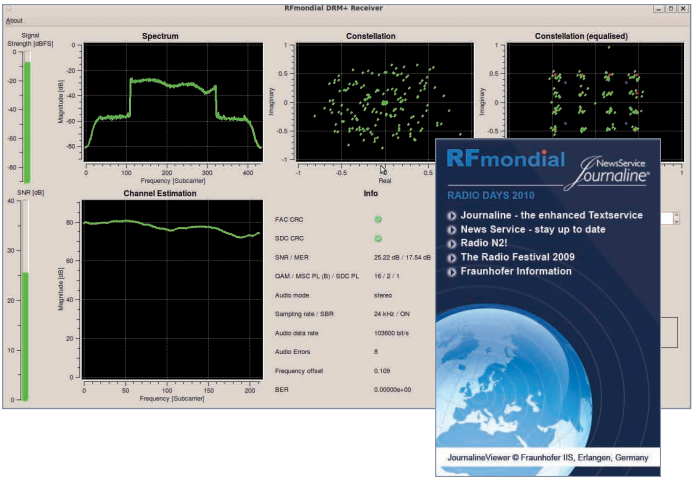 RFmondial DRM+ Receiver
About
Signal
Strength [dBFS]
0
-20
-40
-60
-80
Spectrum
0
-20
-40
-60
-80
Magnitude [dB]
0 100 200 300 400
Frequency [Subcarrier]
Constellation
1
0.5
0
-0.5
-1
Imaginary
-1 -0.5 0 0.5
Real
Constellation (equalised)
1
0.5
0
-0.5
Imaginary
SNR [dB]
40
30
20
10
0
Channel Estimation
80
60
40
20
0
Magnitude [dB]
0 50 100 150 200
Frequency [Subcarrier]
Info
FAC CRC
SDC CRC
SNR / MER 25.22 dB / 17.54 dB
QAM / MSC PL (B) / SDC PL 16 / 2 / 1
Audio mode stereo
Sampling rate / SBR 24 kHz / ON
Audio data rate 103600 bit/s
Audio Errors 8
Frequency offset 0.109
BER 0.00000e+00
RFmondial
NewsService
Journaline®
RADIO DAYS 2010
Journaline - the enhanced Textservice
News Service - stay up to date
Radio N2!
The Radio Festival 2009
Fraunhofer Information
JournalineViewer © Fraunhofer IIS, Erlangen, Germany